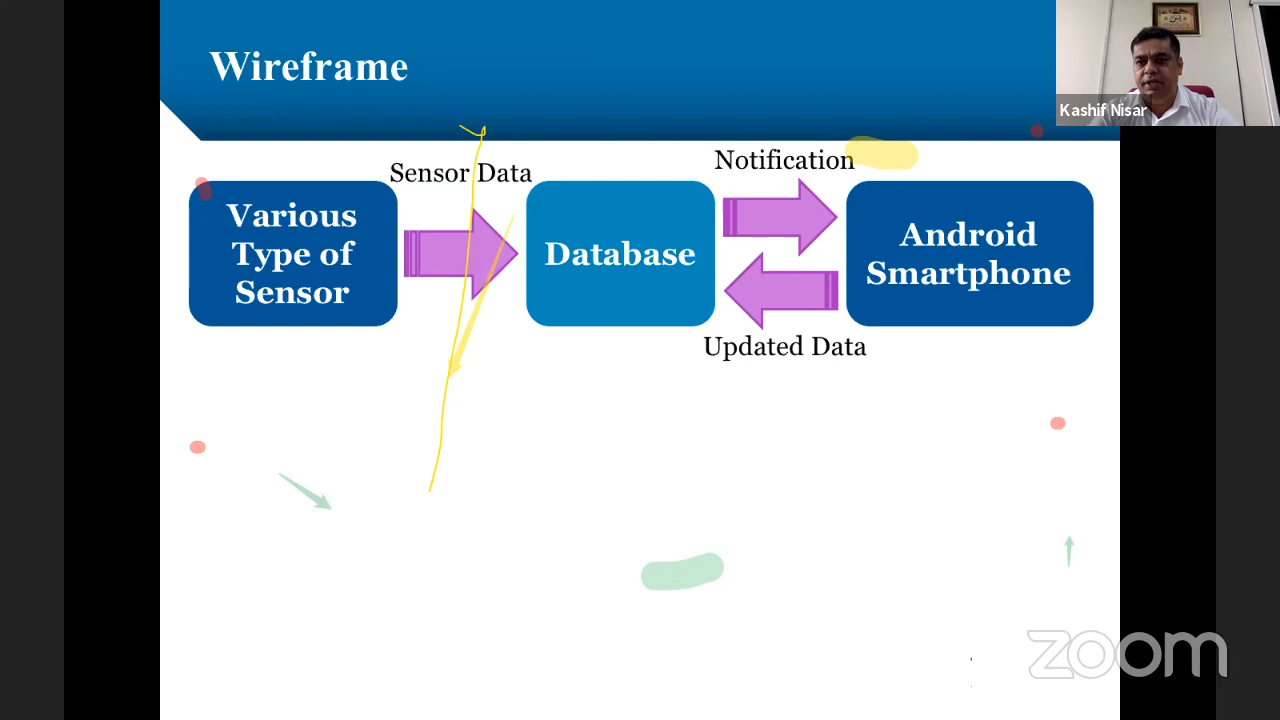 Wireframe
Kashif Nisar
Sensor Data
Notification
Various
Type of
Sensor
Database
Android
Smartphone
Updated Data
zoom